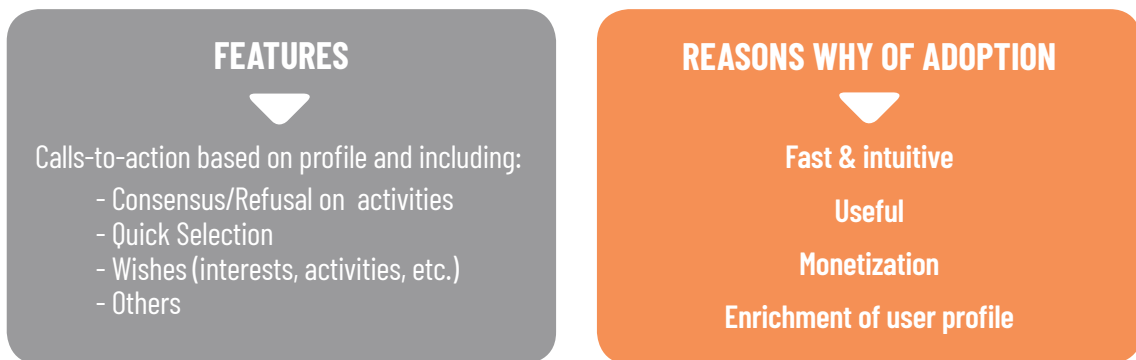 FEATURES
Calls-to-action based on profile and including:
- Consensus/Refusal on activities
- Quick Selection
- Wishes (interests, activities, etc.)
- Others
REASONS WHY OF ADOPTION
Fast & intuitive
Useful
Monetization
Enrichment of user profile